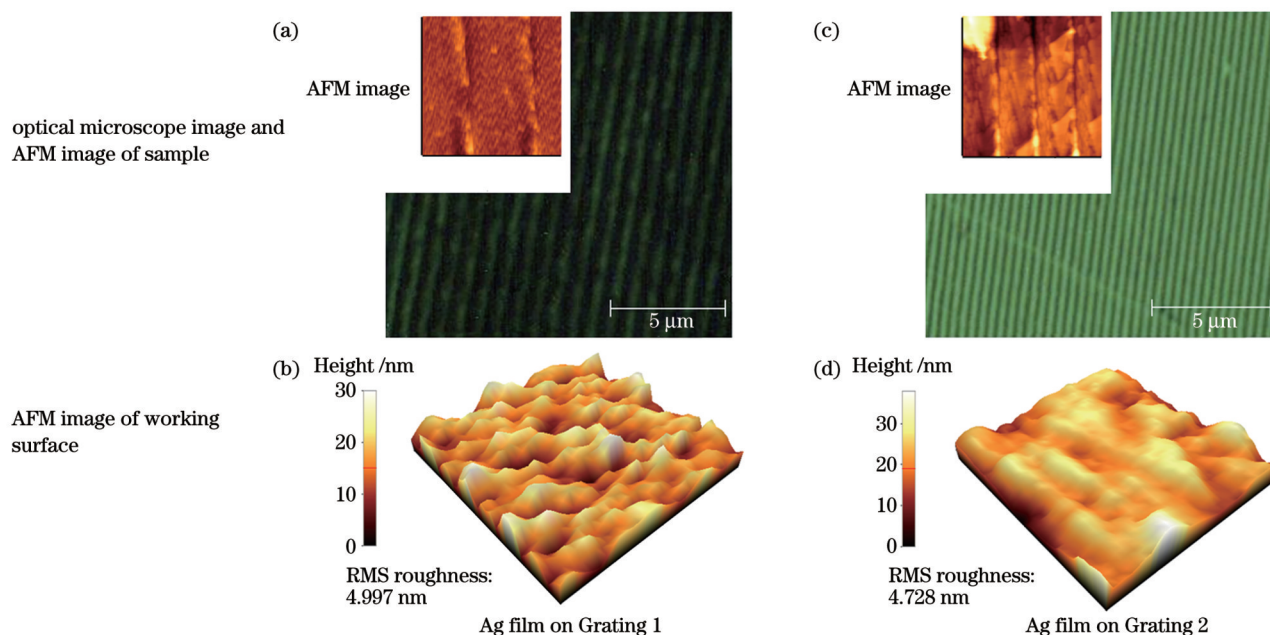 (a)
AFM image
(c)
AFM image
optical microscope image and
AFM image of sample
5 μm
5 μm
(b)
Height /nm
30
20
10
0
RMS roughness:
4.997 nm
Ag film on Grating 1
(d)
Height /nm
30
20
10
0
RMS roughness:
4.728 nm
Ag film on Grating 2
AFM image of working
surface